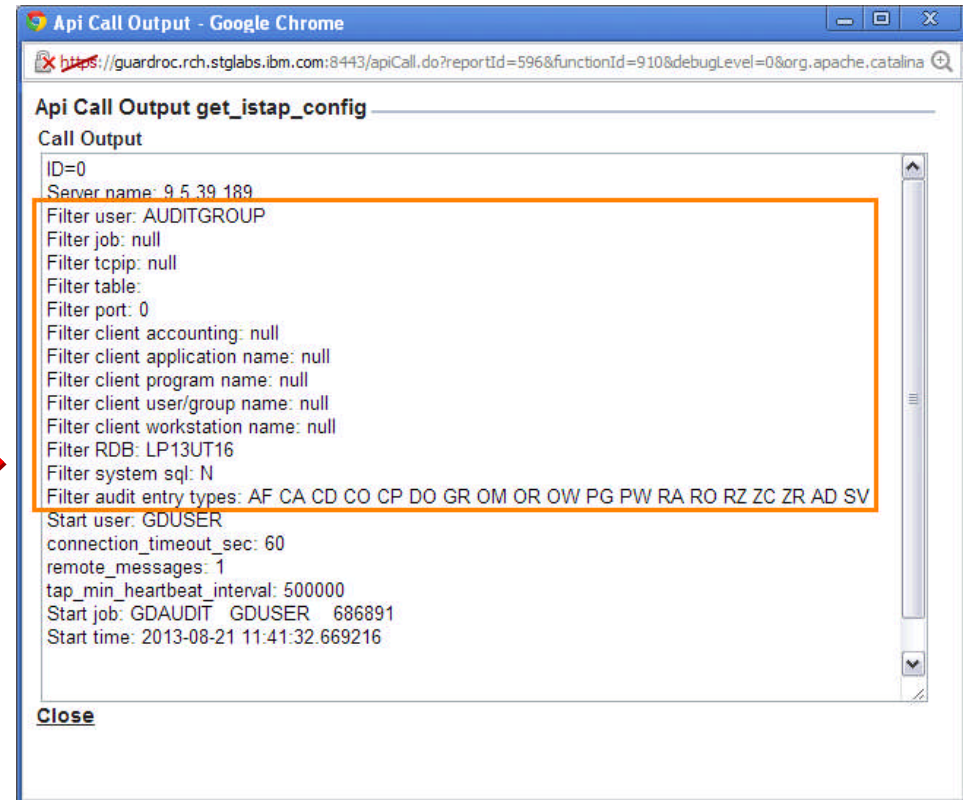 Api Call Output - Google Chrome
https://guardroc.rch.stglabs.ibm.com:8443/apiCall.do?reportId=596&functionId=910&debugLevel=0&org.apache.catalina
Api Call Output get_istap_config
Call Output
ID=0
Server name: 9.5.39.189
Filter user: AUDITGROUP
Filter job: null
Filter tcpip: null
Filter table:
Filter port: 0
Filter client accounting: null
Filter client application name: null
Filter client program name: null
Filter client user/group name: null
Filter client workstation name: null
Filter RDB: LP13UT16
Filter system sql: N
Filter audit entry types: AF CA CD CO CP DO GR OM OR OW PG PW RA RO RZ ZC ZR AD SV
Start user: GDUSER
connection_timeout_sec: 60
remote_messages: 1
tap_min_heartbeat_interval: 500000
Start job: GDAUDIT GDUSER 686891
Start time: 2013-08-21 11:41:32.669216
Close